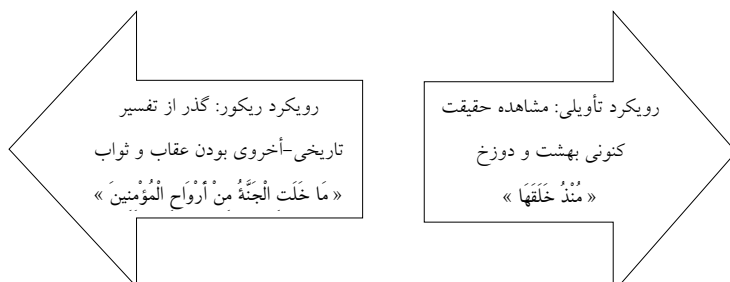 رویکرد تأویلی: مشاهده حقیقت
کنونی بهشت و دوزخ
« مُنْذُ خَلَقَهَا »
رویکرد ریکور: گذر از تفسیر
تاریخی–أخروی بودن عقاب و ثواب
« مَا خَلَت الْجَنَّةُ مِنْ أَرْوَاحِ الْمُؤْمِنِينَ »